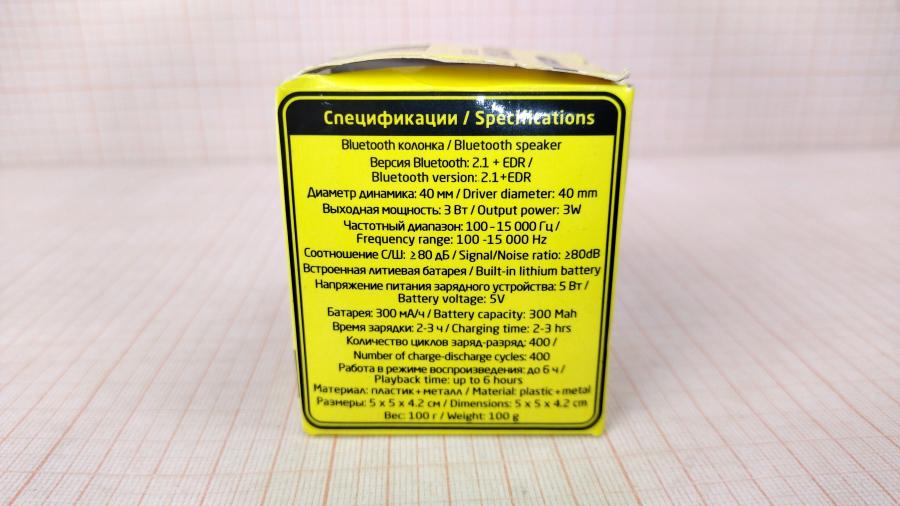 Спецификации / Specifications
Bluetooth колонка / Bluetooth speaker
Версия Bluetooth: 2.1 + EDR /
Bluetooth version: 2.1+EDR
Диаметр динамика: 40 мм / Driver diameter: 40 mm
Выходная мощность: 3 Вт / Output power: 3W
Частотный диапазон: 100-15 000 Гц /
Frequency range: 100 -15 000 Hz
Соотношение С/Ш: ≥80 дБ / Signal/Noise ratio: ≥80dB
Встроенная литиевая батарея / Built-in lithium battery
Напряжение питания зарядного устройства: 5 Вт /
Battery voltage: 5V
Батарея: 300 мА/ч / Battery capacity: 300 Mah
Время зарядки: 2-3 ч / Charging time: 2-3 hrs
Количество циклов заряд-разряд: 400 /
Number of charge-discharge cycles: 400
Работа в режиме воспроизведения: до 6 ч /
Playback time: up to 6 hours
Материал: пластик+металл / Material: plastic+metal
Размеры: 5 x 5 x 4.2 см / Dimensions: 5 x 5 x 4.2 cm
Вес: 100 г / Weight: 100 g